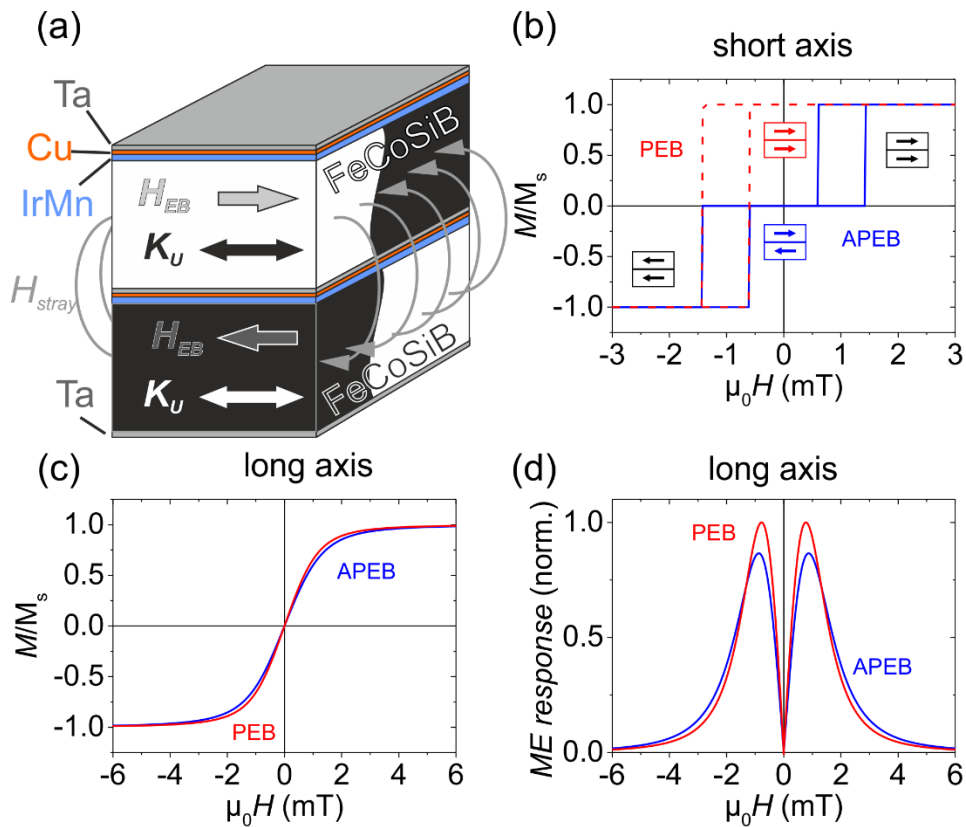 (a)
Ta
Cu
IrMn
H_EB
K_U
FeCoSiB
H_stray
H_EB
K_U
FeCoSiB
Ta
(b)
short axis
M/M_s
1.0
0.5
0.0
-0.5
-1.0
PEB
APEB
-3 -2 -1 0 1 2 3
μ₀H (mT)
(c)
long axis
M/M_s
1.0
0.5
0.0
-0.5
-1.0
APEB
PEB
-6 -4 -2 0 2 4 6
μ₀H (mT)
(d)
long axis
ME response (norm.)
1.0
0.5
0.0
PEB
APEB
-6 -4 -2 0 2 4 6
μ₀H (mT)